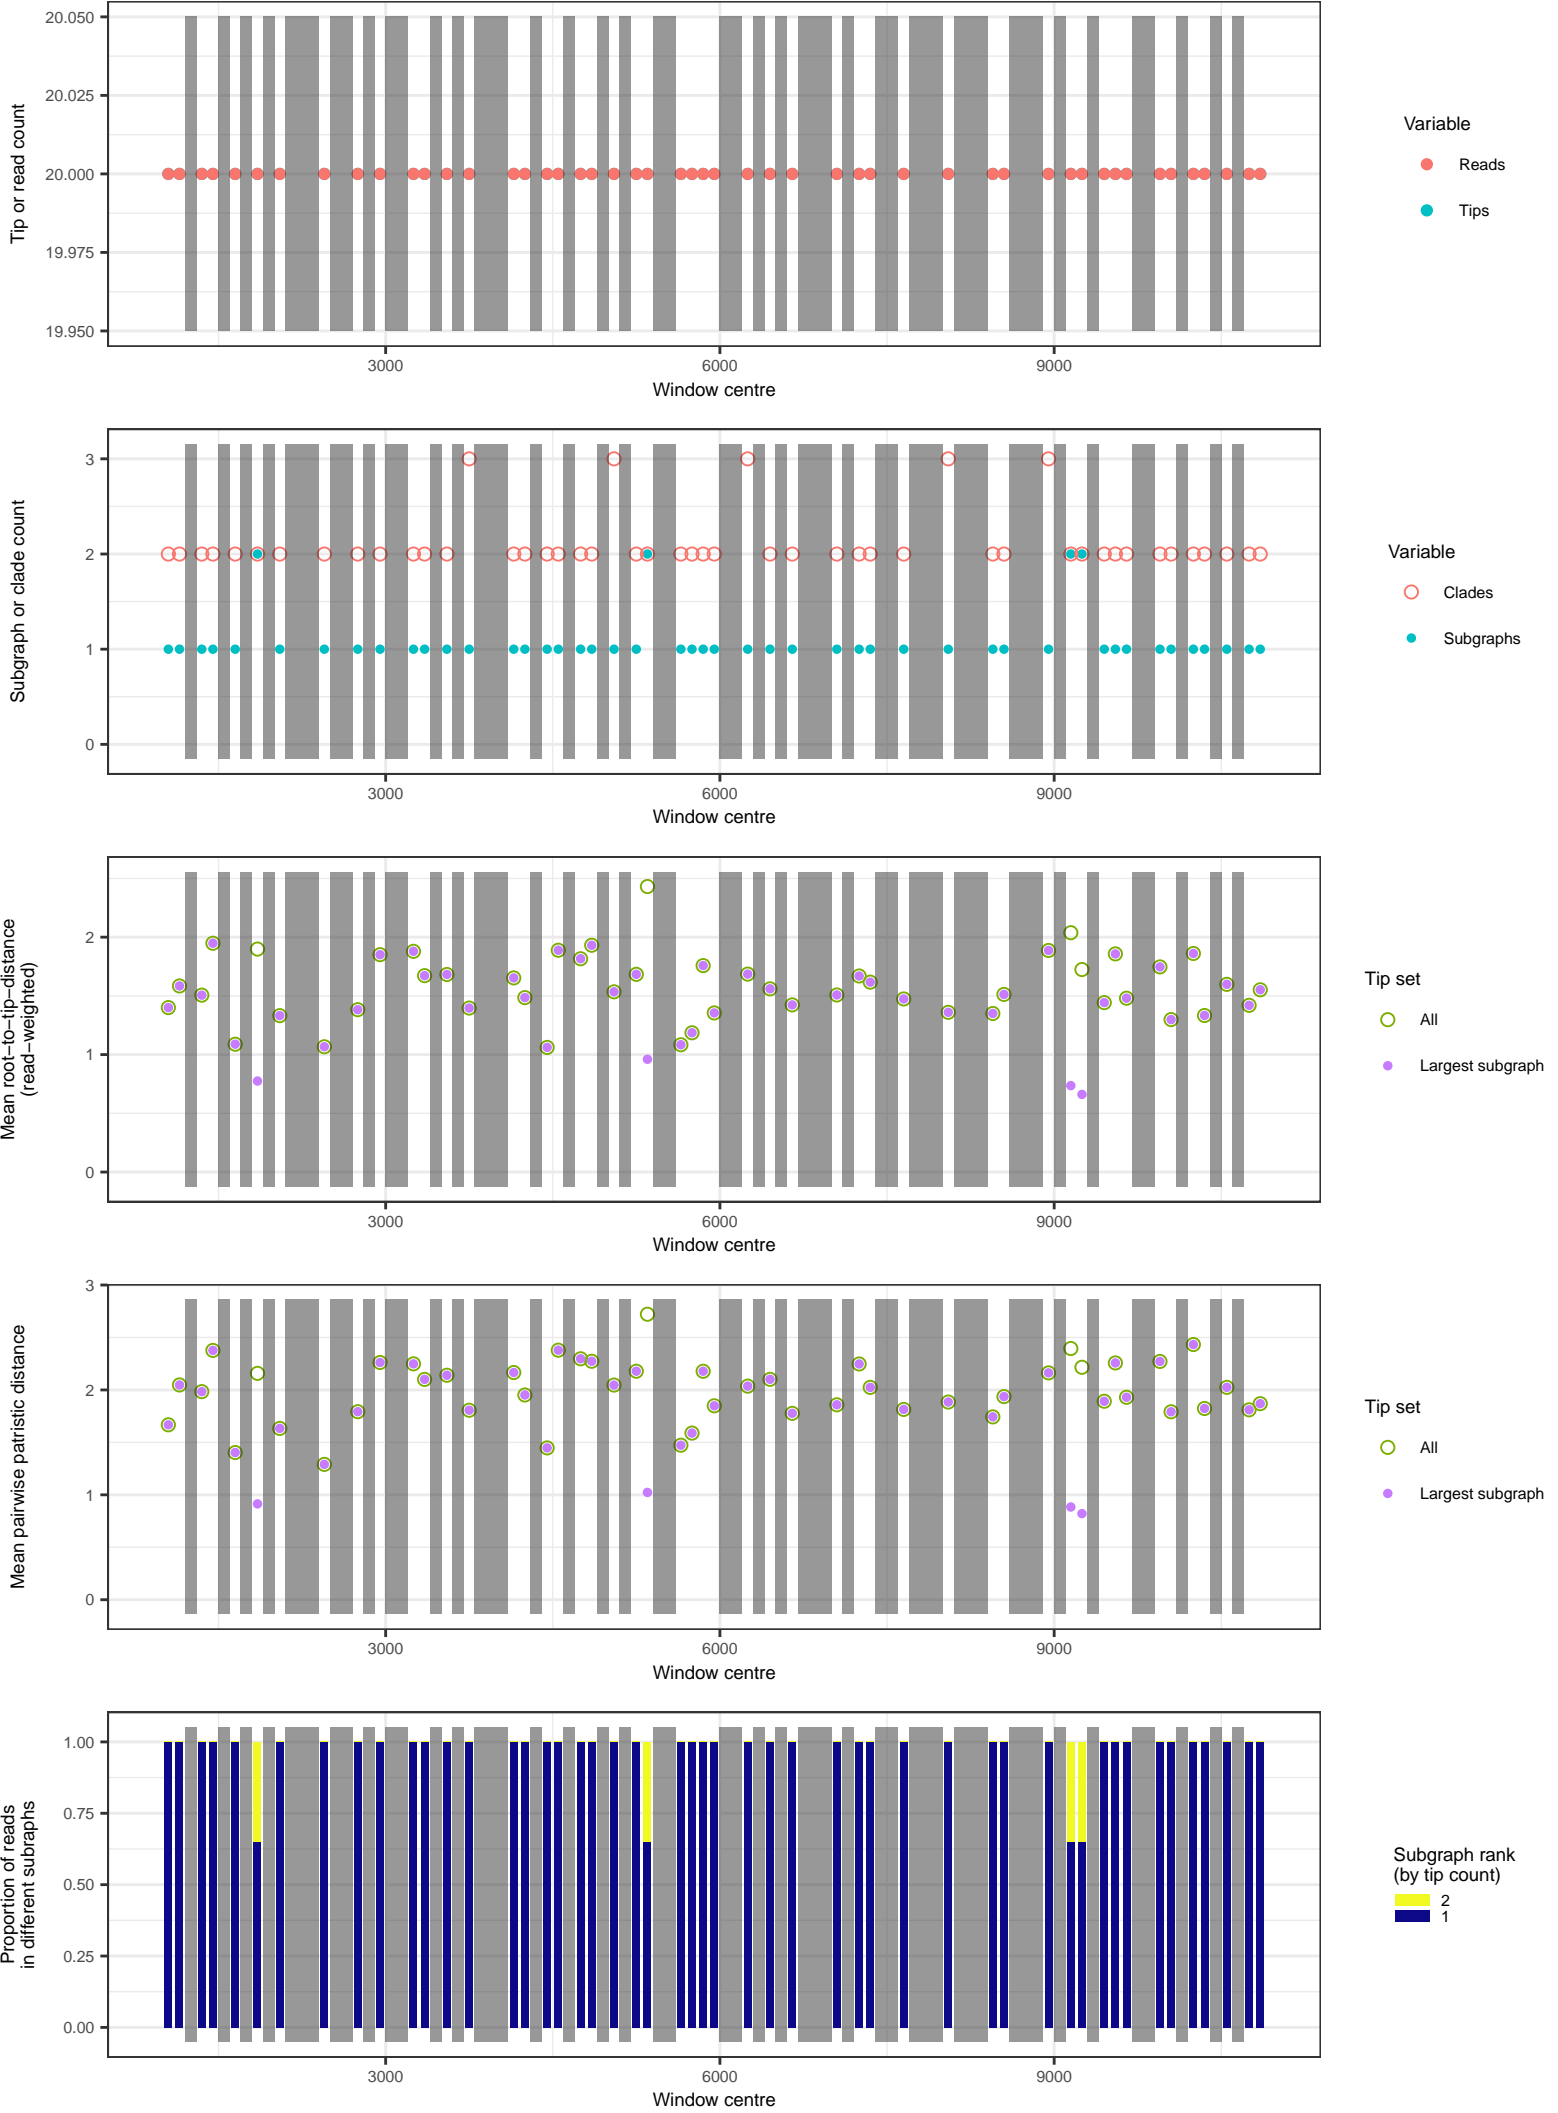 20.050
20.025
20.000
19.975
19.950
Tip or read count
3000
6000
9000
Window centre
Variable
Reads
Tips
3
2
1
0
Subgraph or clade count
3000
6000
9000
Window centre
Variable
Clades
Subgraphs
2
1
0
Mean root−to−tip−distance
(read−weighted)
3000
6000
9000
Window centre
Tip set
All
Largest subgraph
3
2
1
0
Mean pairwise patristic distance
3000
6000
9000
Window centre
Tip set
All
Largest subgraph
1.00
0.75
0.50
0.25
0.00
Proportion of reads
in different subraphs
3000
6000
9000
Window centre
Subgraph rank
(by tip count)
2
1